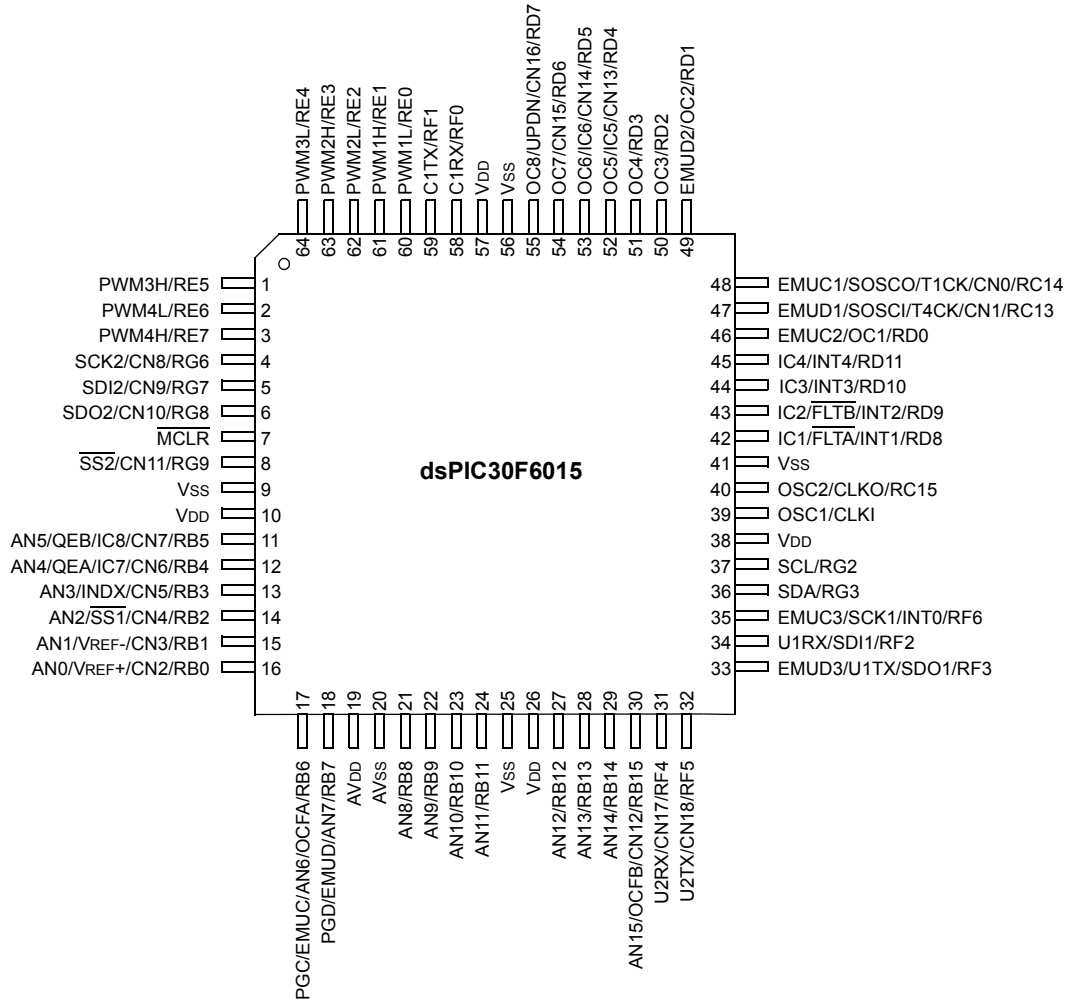 PWM3L/RE4
PWM2H/RE3
PWM2L/RE2
PWM1H/RE1
PWM1L/RE0
C1TX/RF1
C1RX/RF0
VDD
VSS
OC8/UPDN/CN16/RD7
OC7/CN15/RD6
OC6/IC6/CN14/RD5
OC5/IC5/CN13/RD4
OC4/RD3
OC3/RD2
EMUD2/OC2/RD1
64
63
62
61
60
59
58
57
56
55
54
53
52
51
50
49
PWM3H/RE5 1
PWM4L/RE6 2
PWM4H/RE7 3
SCK2/CN8/RG6 4
SDI2/CN9/RG7 5
SDO2/CN10/RG8 6
MCLR 7
SS2/CN11/RG9 8
VSS 9
VDD 10
AN5/QEB/IC8/CN7/RB5 11
AN4/QEA/IC7/CN6/RB4 12
AN3/INDX/CN5/RB3 13
AN2/SS1/CN4/RB2 14
AN1/VREF-/CN3/RB1 15
AN0/VREF+/CN2/RB0 16
dsPIC30F6015
48 EMUC1/SOSCO/T1CK/CN0/RC14
47 EMUD1/SOSCI/T4CK/CN1/RC13
46 EMUC2/OC1/RD0
45 IC4/INT4/RD11
44 IC3/INT3/RD10
43 IC2/FLTB/INT2/RD9
42 IC1/FLTA/INT1/RD8
41 VSS
40 OSC2/CLKO/RC15
39 OSC1/CLKI
38 VDD
37 SCL/RG2
36 SDA/RG3
35 EMUC3/SCK1/INT0/RF6
34 U1RX/SDI1/RF2
33 EMUD3/U1TX/SDO1/RF3
17
18
19
20
21
22
23
24
25
26
27
28
29
30
31
32
PGC/EMUC/AN6/OCFA/RB6
PGD/EMUD/AN7/RB7
AVDD
AVSS
AN8/RB8
AN9/RB9
AN10/RB10
AN11/RB11
VSS
VDD
AN12/RB12
AN13/RB13
AN14/RB14
AN15/OCFB/CN12/RB15
U2RX/CN17/RF4
U2TX/CN18/RF5